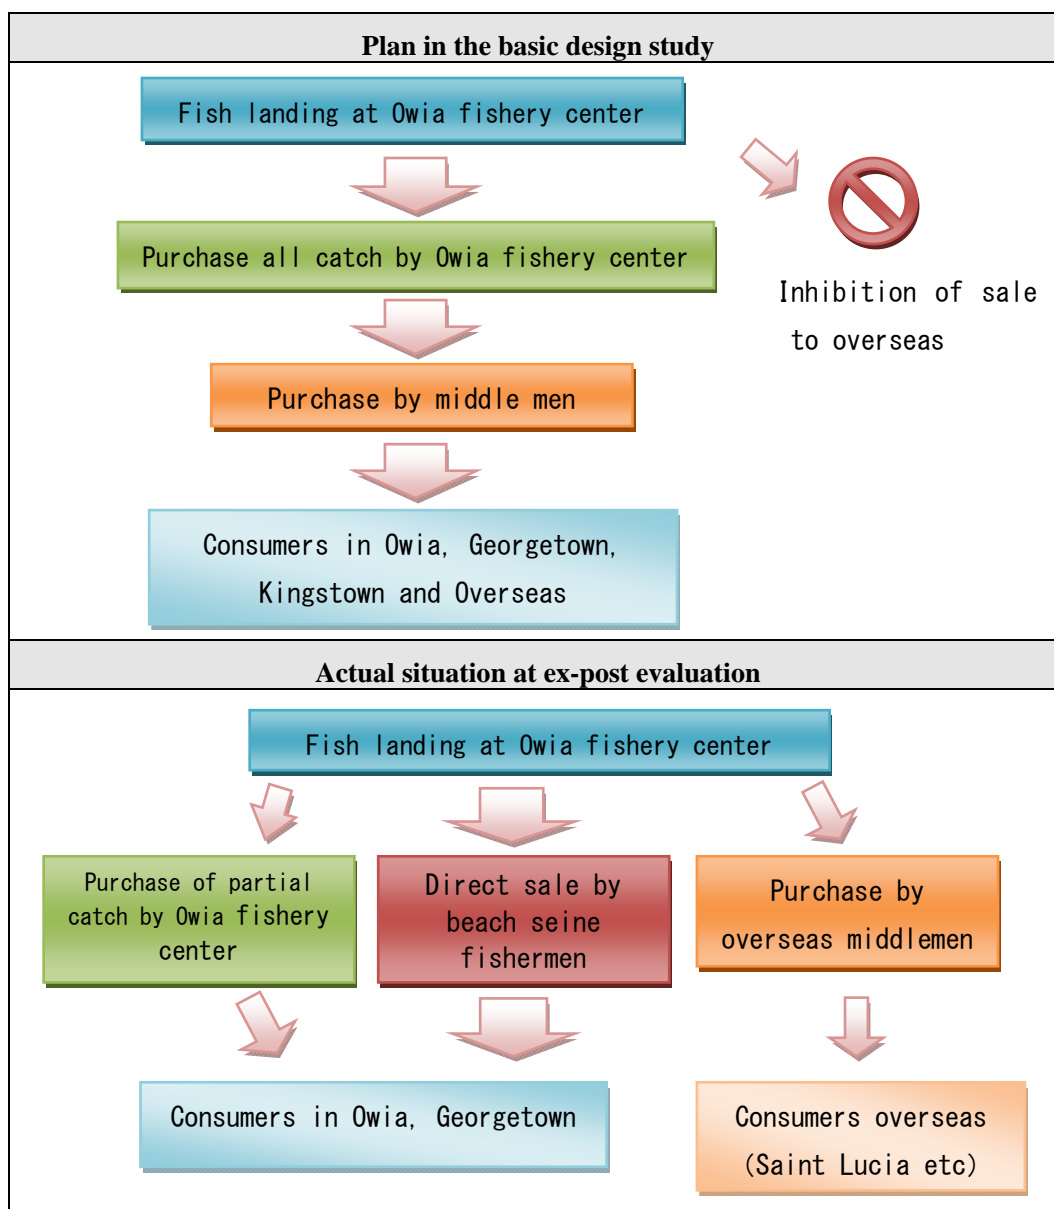 Plan in the basic design study
Fish landing at Owia fishery center
Purchase all catch by Owia fishery center
Inhibition of sale
to overseas
Purchase by middle men
Consumers in Owia, Georgetown,
Kingstown and Overseas
Actual situation at ex-post evaluation
Fish landing at Owia fishery center
Purchase of partial
catch by Owia fishery
center
Direct sale by
beach seine
fishermen
Purchase by
overseas middlemen
Consumers in Owia, Georgetown
Consumers overseas
(Saint Lucia etc)